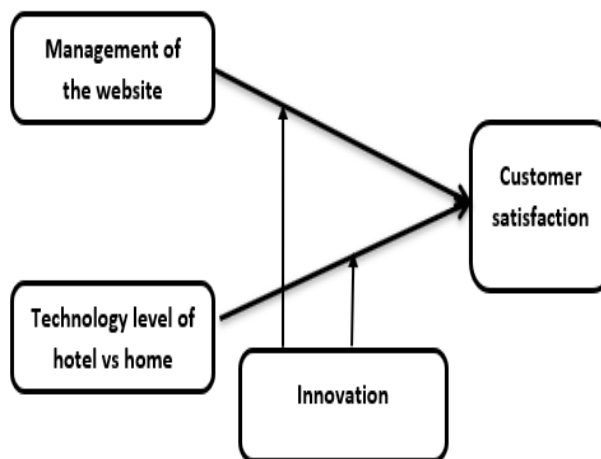 Management of
the website
Customer
satisfaction
Technology level of
hotel vs home
Innovation